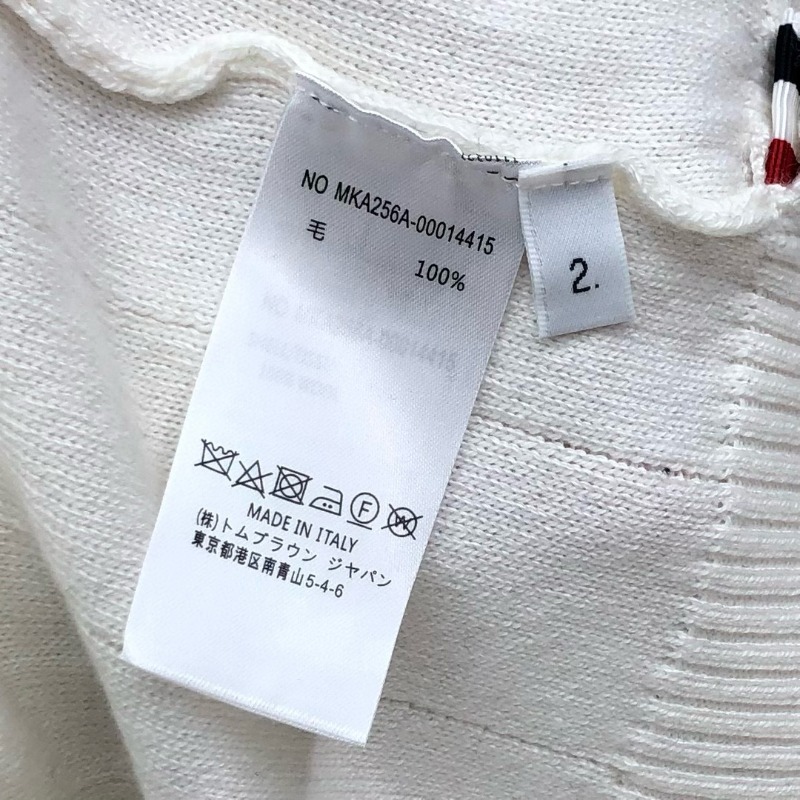 NO MKA256A-00014415
毛 100%
2.
MADE IN ITALY
(株)トムブラウン ジャパン
東京都港区南青山5-4-6